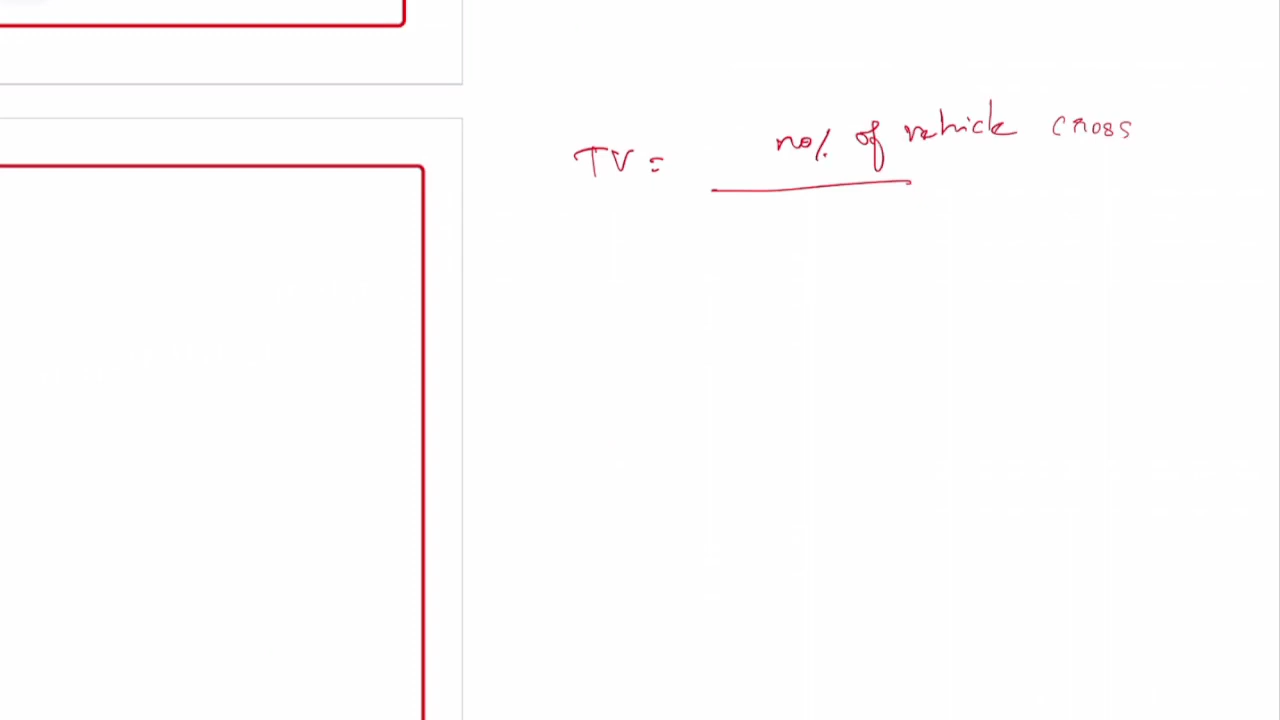 TV = no/. of vehicle cross